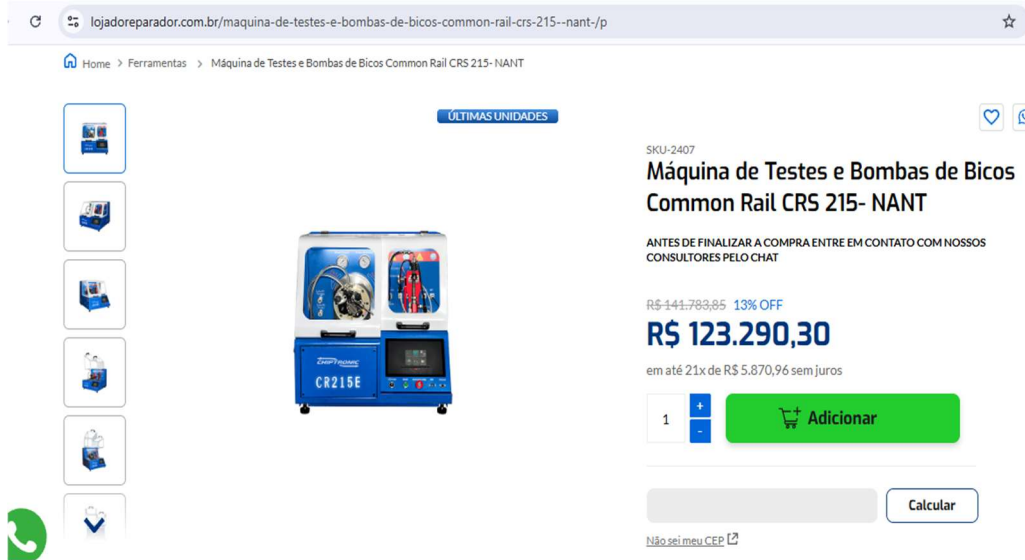 lojadoreparador.com.br/maquina-de-testes-e-bombas-de-bicos-common-rail-crs-215--nant-/p
Home > Ferramentas > Máquina de Testes e Bombas de Bicos Common Rail CRS 215- NANT
ÚLTIMAS UNIDADES
SKU-2407
Máquina de Testes e Bombas de Bicos
Common Rail CRS 215- NANT
ANTES DE FINALIZAR A COMPRA ENTRE EM CONTATO COM NOSSOS
CONSULTORES PELO CHAT
R$ 141.783,85 13% OFF
R$ 123.290,30
em até 21x de R$ 5.870,96 sem juros
1
+
-
Adicionar
Calcular
Não sei meu CEP
CHIPTRONIC
CR215E